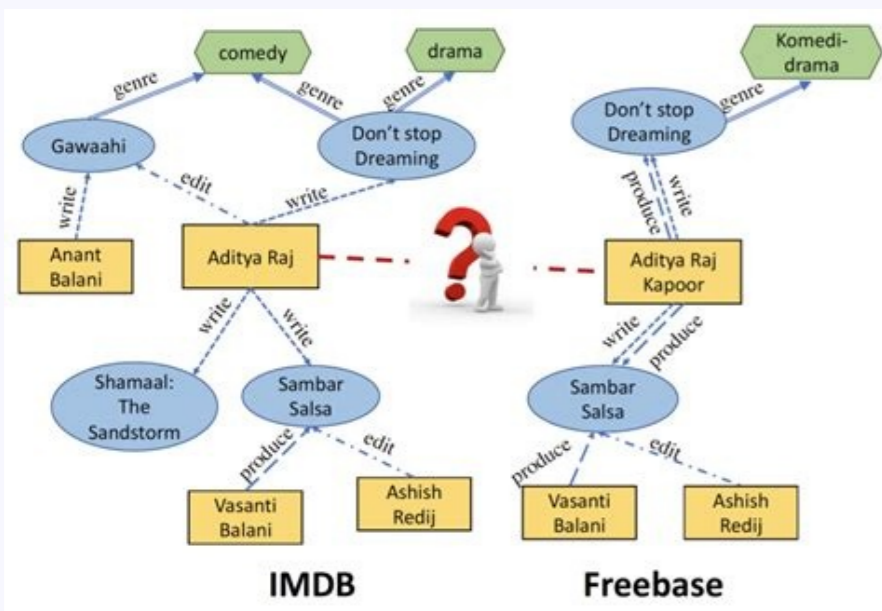 comedy
drama
Komedi-
drama
genre
genre
genre
genre
Gawaahi
Don't stop
Dreaming
Don't stop
Dreaming
write
edit
write
produce
write
Anant
Balani
Aditya Raj
?
Aditya Raj
Kapoor
write
write
write
produce
Shamaal:
The
Sandstorm
Sambar
Salsa
Sambar
Salsa
produce
edit
produce
edit
Vasanti
Balani
Ashish
Redij
Vasanti
Balani
Ashish
Redij
IMDB
Freebase